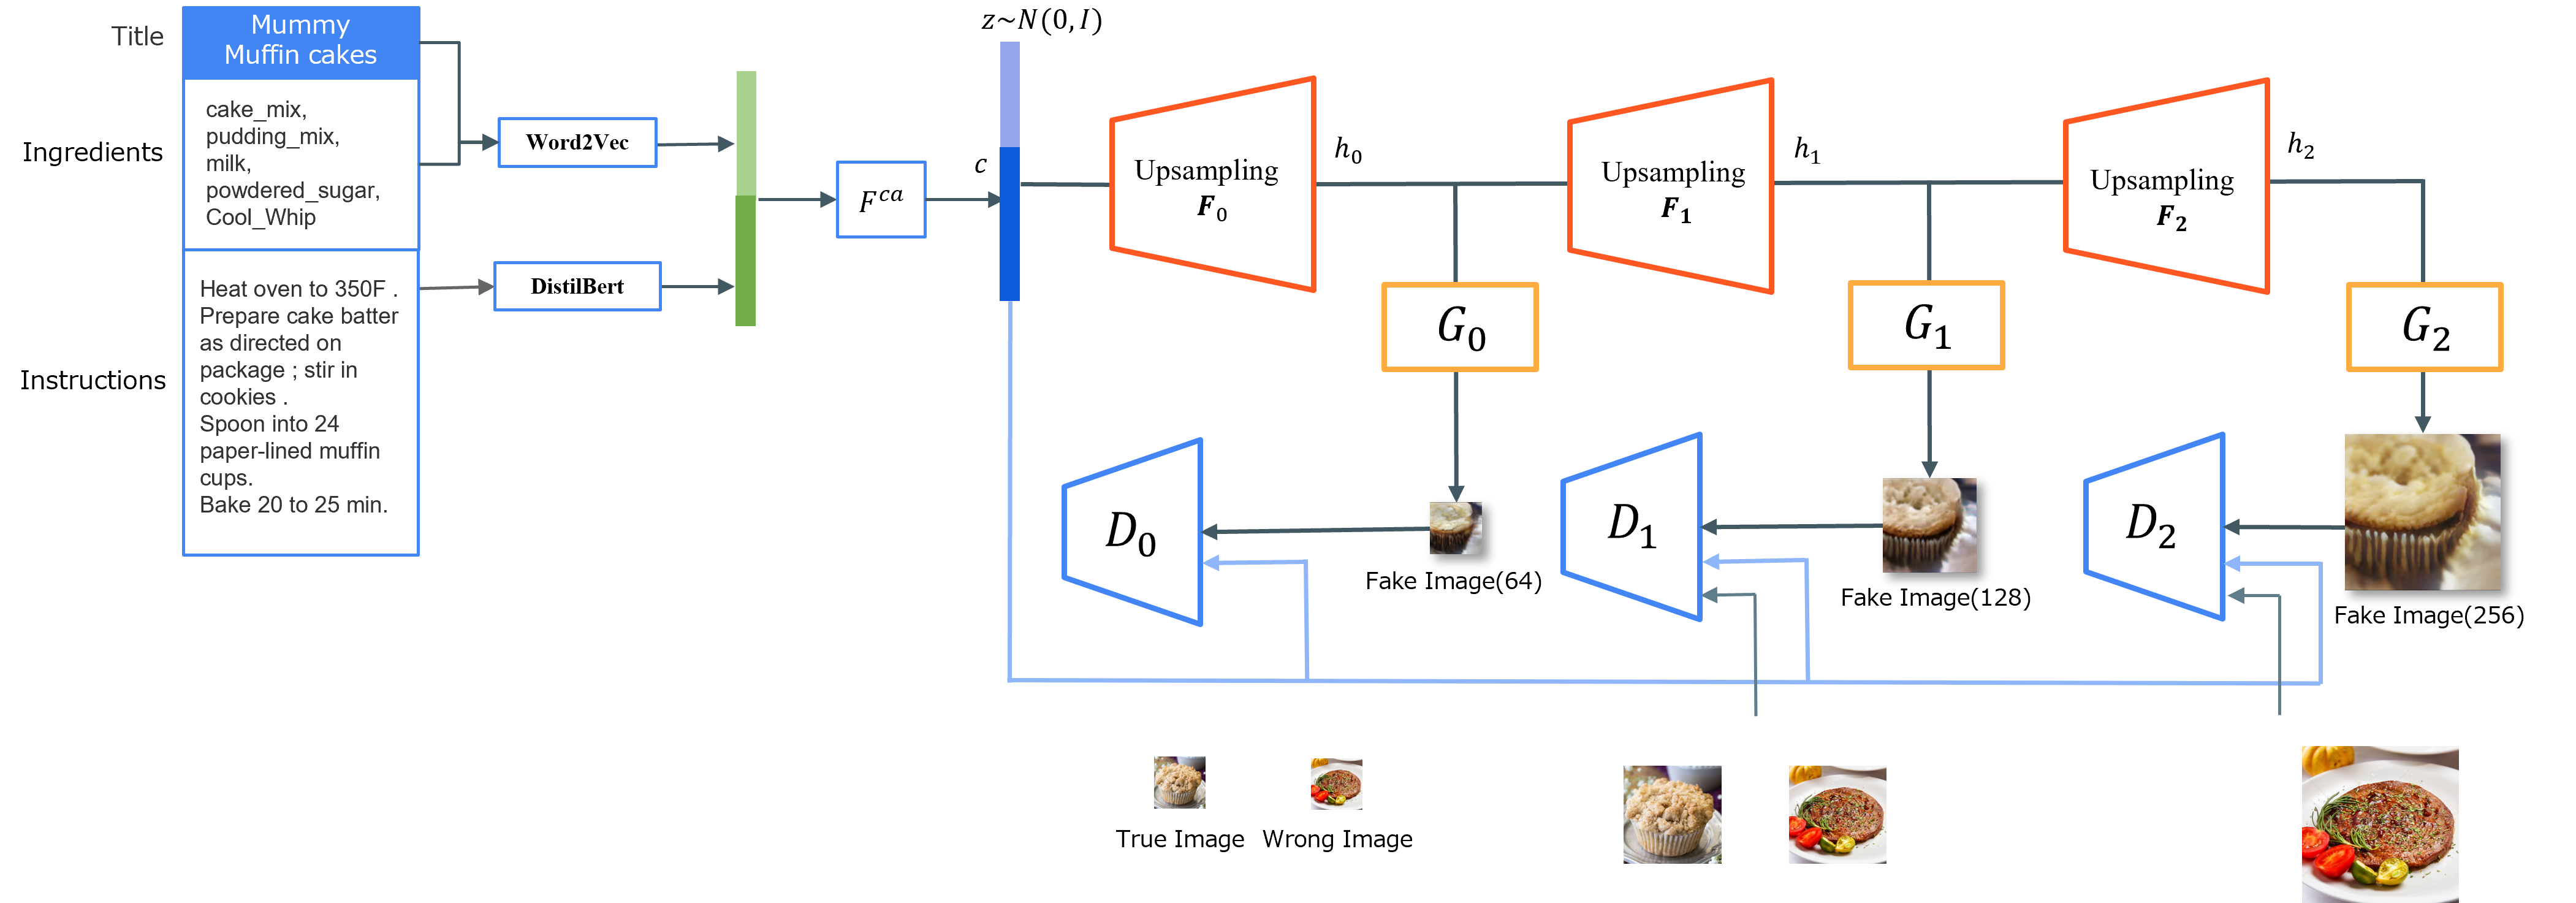 Title
Mummy
Muffin cakes
Ingredients
cake_mix,
pudding_mix,
milk,
powdered_sugar,
Cool_Whip
Instructions
Heat oven to 350F .
Prepare cake batter
as directed on
package ; stir in
cookies .
Spoon into 24
paper-lined muffin
cups.
Bake 20 to 25 min.
Word2Vec
DistilBert
F^{ca}
z~N(0, I)
c
Upsampling
F_0
h_0
Upsampling
F_1
h_1
Upsampling
F_2
h_2
G_0
G_1
G_2
D_0
Fake Image(64)
D_1
Fake Image(128)
D_2
Fake Image(256)
True Image
Wrong Image